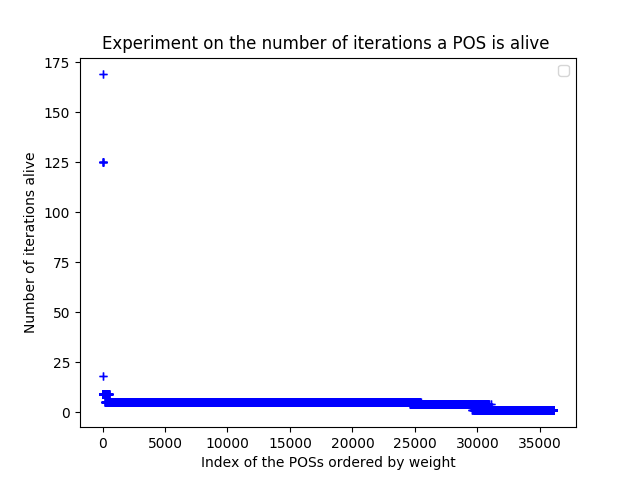 Experiment on the number of iterations a POS is alive
175
150
125
100
75
50
25
0
Number of iterations alive
0 5000 10000 15000 20000 25000 30000 35000
Index of the POSs ordered by weight